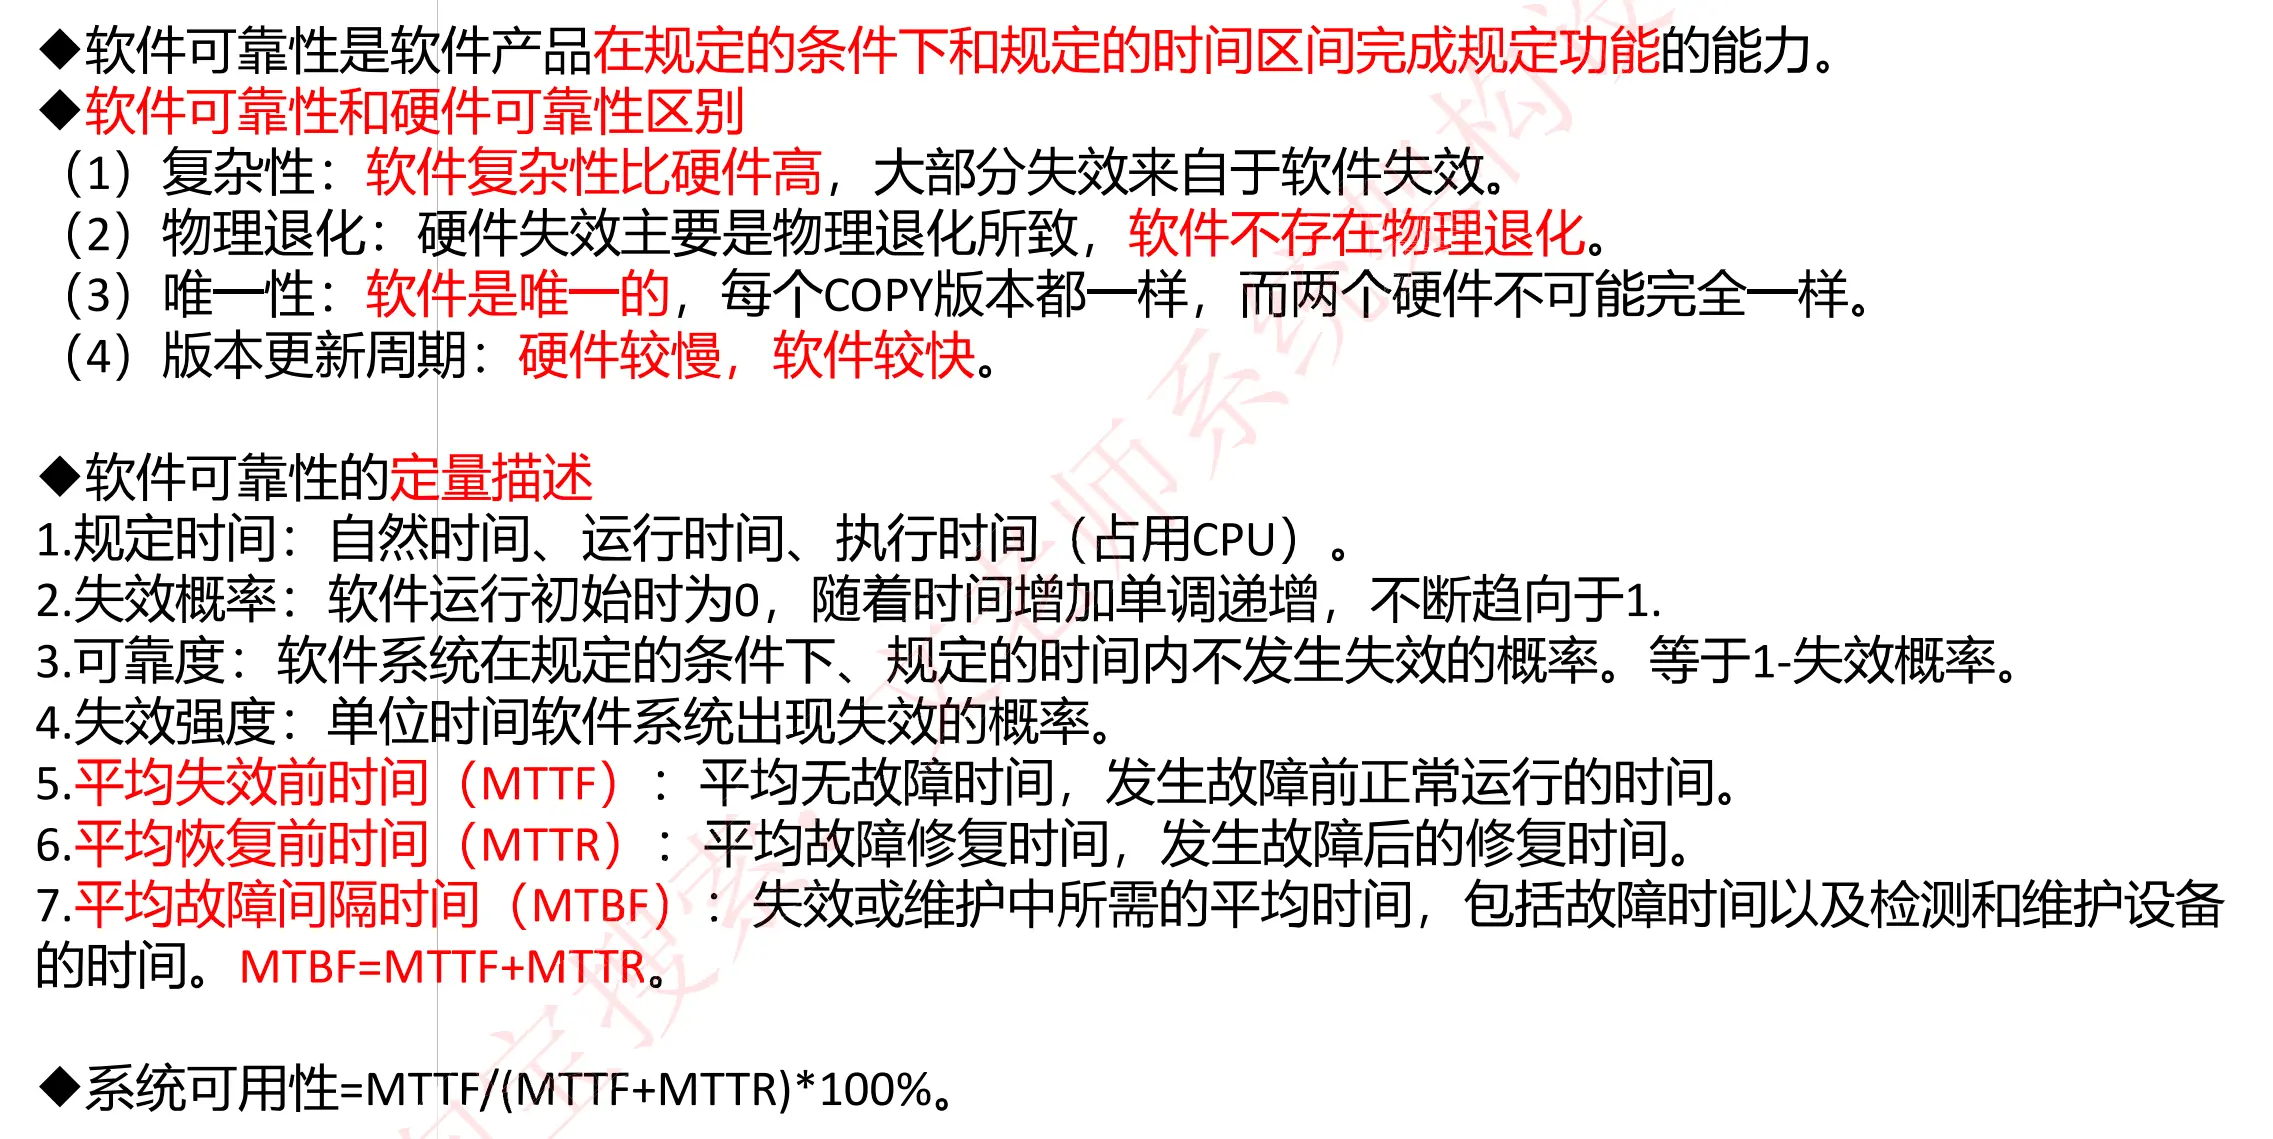 ◆软件可靠性是软件产品在规定的条件下和规定的时间区间完成规定功能的能力。
◆软件可靠性和硬件可靠性区别
（1）复杂性：软件复杂性比硬件高，大部分失效来自于软件失效。
（2）物理退化：硬件失效主要是物理退化所致，软件不存在物理退化。
（3）唯一性：软件是唯一的，每个COPY版本都一样，而两个硬件不可能完全一样。
（4）版本更新周期：硬件较慢，软件较快。
◆软件可靠性的定量描述
1.规定时间：自然时间、运行时间、执行时间（占用CPU）。
2.失效概率：软件运行初始时为0，随着时间增加单调递增，不断趋向于1.
3.可靠度：软件系统在规定的条件下、规定的时间内不发生失效的概率。等于1-失效概率。
4.失效强度：单位时间软件系统出现失效的概率。
5.平均失效前时间（MTTF）：平均无故障时间，发生故障前正常运行的时间。
6.平均恢复前时间（MTTR）：平均故障修复时间，发生故障后的修复时间。
7.平均故障间隔时间（MTBF）：失效或维护中所需的平均时间，包括故障时间以及检测和维护设备
的时间。MTBF=MTTF+MTTR。
◆系统可用性=MTTF/(MTTF+MTTR)*100%。
宝搜索：文老师系统架构设